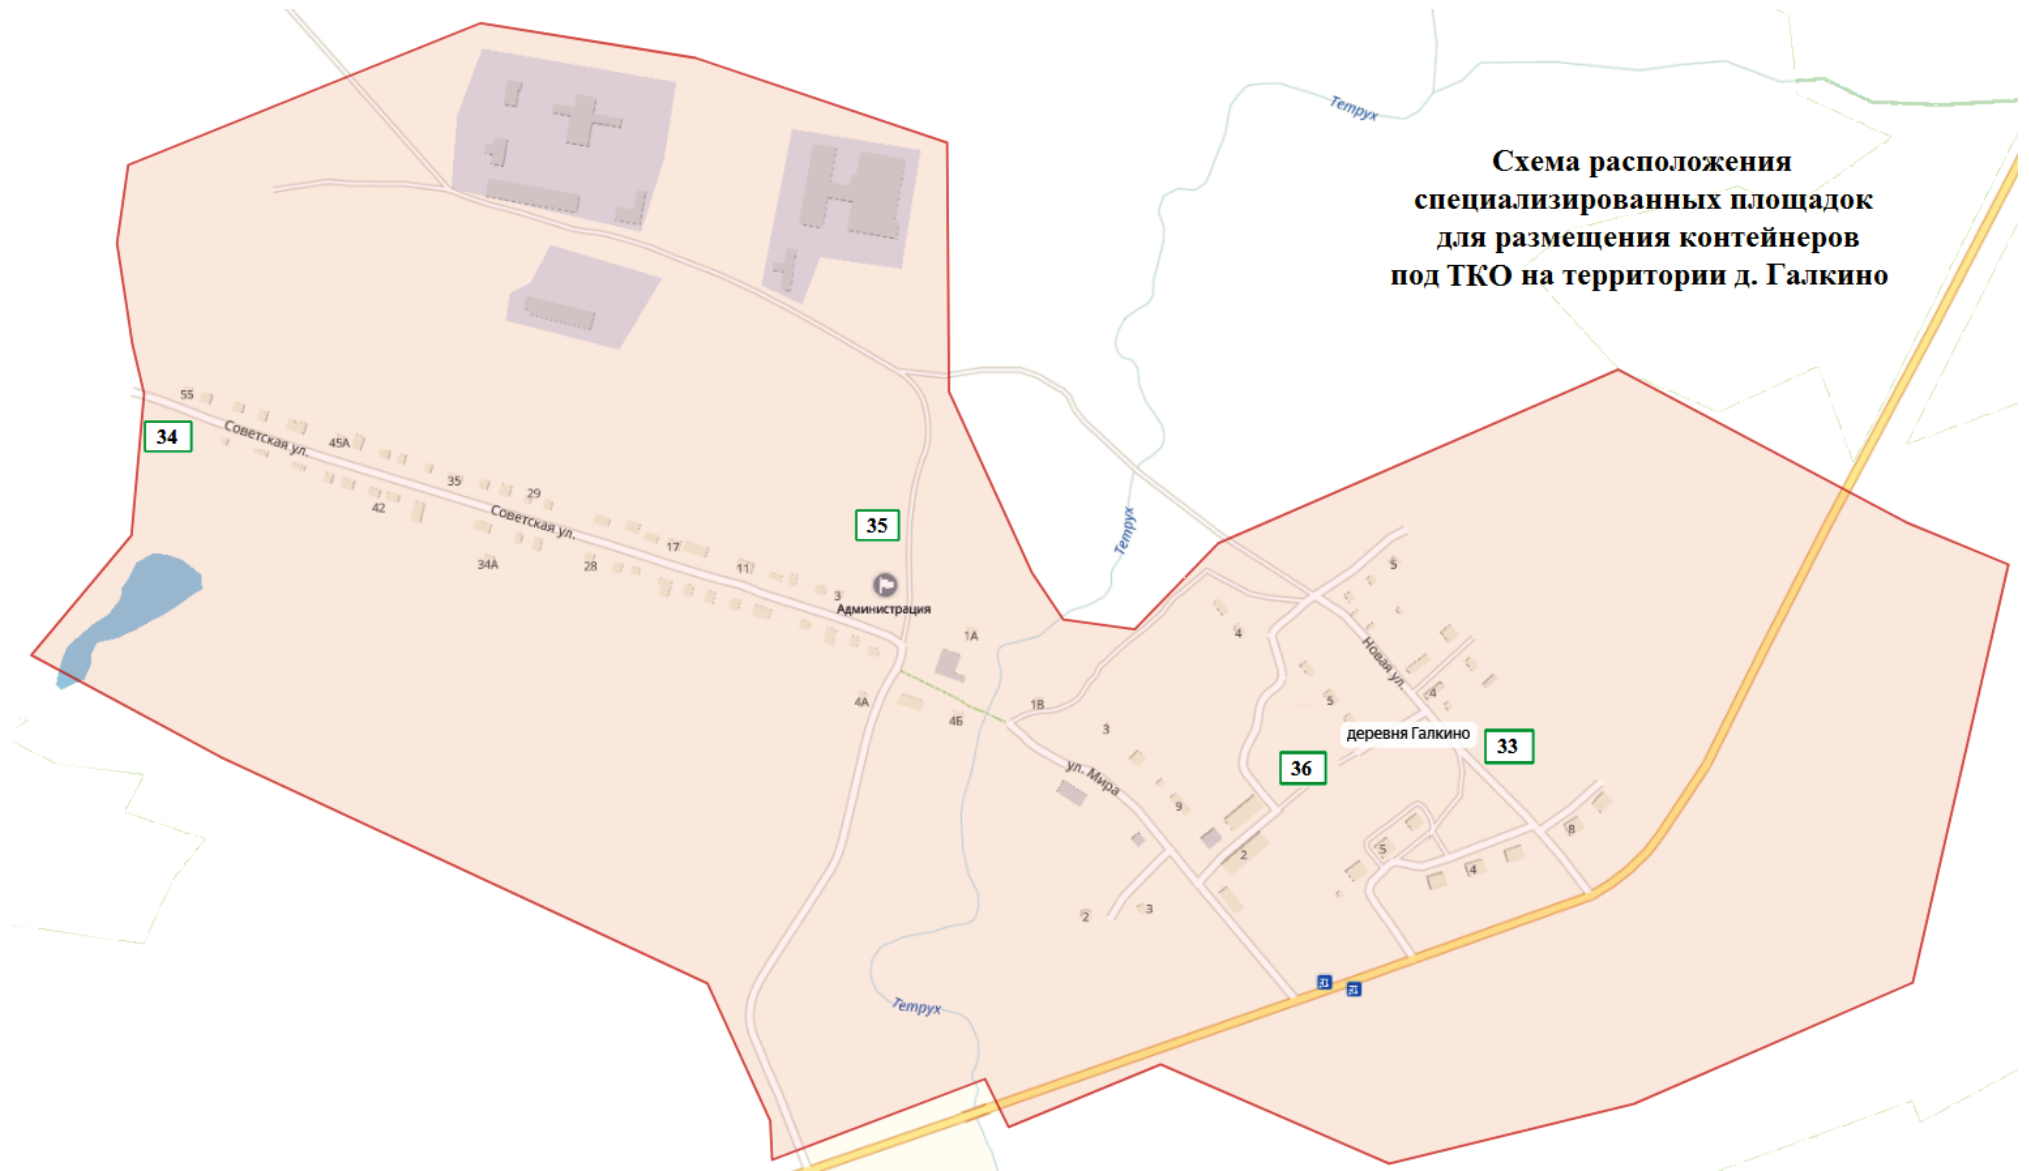 Тетрух
Схема расположения
специализированных площадок
для размещения контейнеров
под ТКО на территории д. Галкино
55
34
Советская ул.
45А
35
29
42
Советская ул.
35
Тетрух
17
34А
28
11
5
3
Администрация
1А
4
Новая ул.
5
4
4А
4Б
1В
3
деревня Галкино
33
36
ул. Мира
9
8
2
5
4
2
3
Тетрух